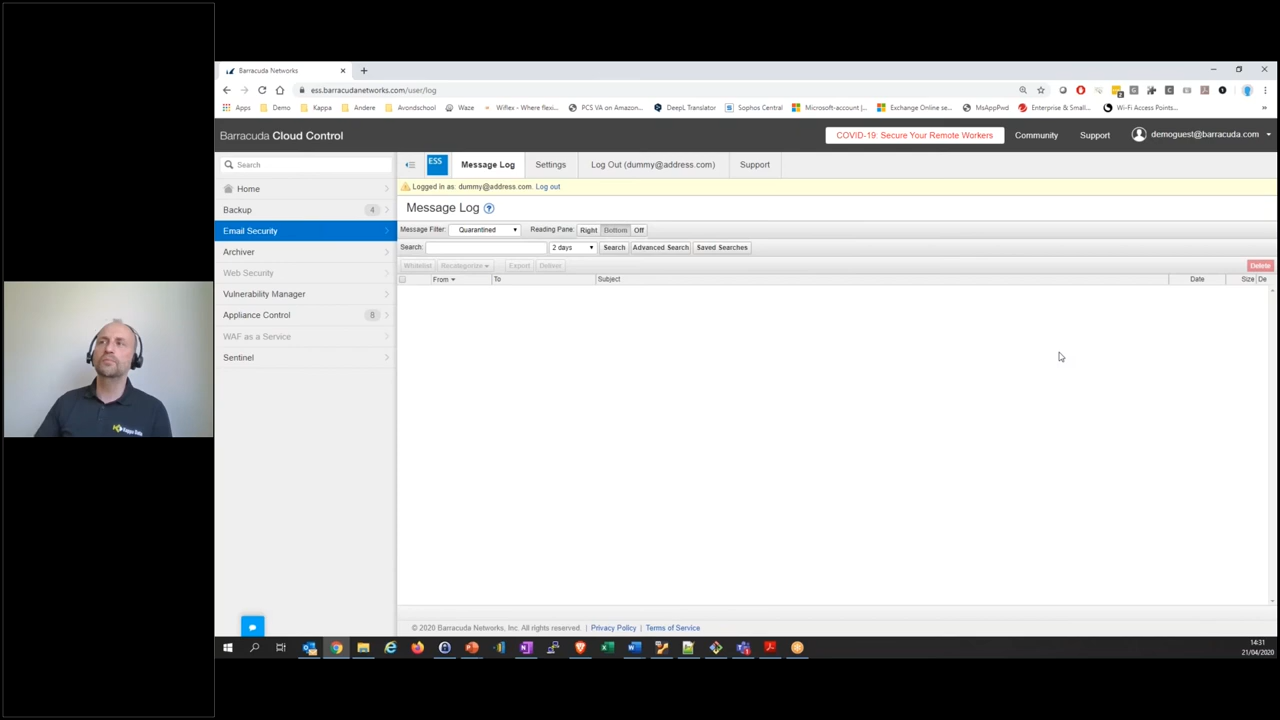 Barracuda Networks
ess.barracudanetworks.com/user/log
Apps Demo Kappa Andere Avondschool Waze Wiflex - Where flexi... PCS VA on Amazon... DeepL Translator Sophos Central Microsoft-account | ... Exchange Online se... MsAppPwd Enterprise & Small... Wi-Fi Access Points...
Barracuda Cloud Control
COVID-19: Secure Your Remote Workers
Community
Support
demoguest@barracuda.com
Search
ESS
Message Log
Settings
Log Out (dummy@address.com)
Support
Home
Backup 4
Email Security
Archiver
Web Security
Vulnerability Manager
Appliance Control 8
WAF as a Service
Sentinel
Logged in as: dummy@address.com. Log out
Message Log ?
Message Filter: Quarantined Reading Pane: Right Bottom Off
Search: 2 days Search Advanced Search Saved Searches
Whitelist Recategorize Export Deliver Delete
From To Subject Date Size De
© 2020 Barracuda Networks, Inc. All rights reserved. | Privacy Policy | Terms of Service
14:31
21/04/2020